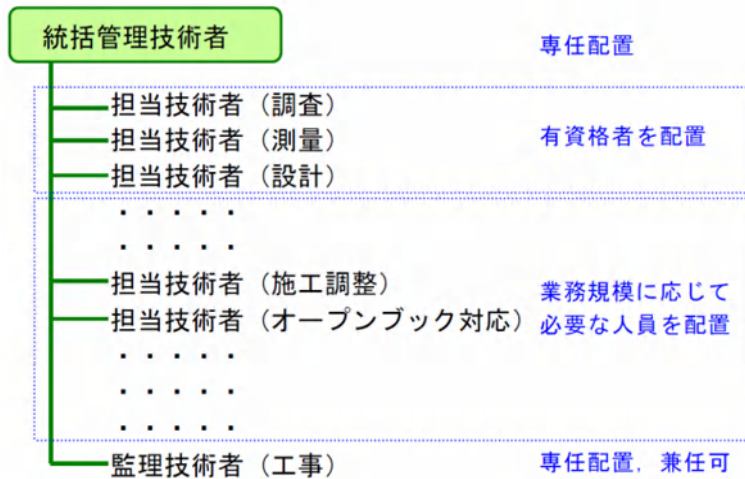 統括管理技術者
専任配置
担当技術者（調査）
担当技術者（測量）
有資格者を配置
担当技術者（設計）
・・・・・
・・・・・
担当技術者（施工調整）
業務規模に応じて
担当技術者（オープンブック対応）
必要な人員を配置
・・・・・
・・・・・
・・・・・
監理技術者（工事）
専任配置，兼任可